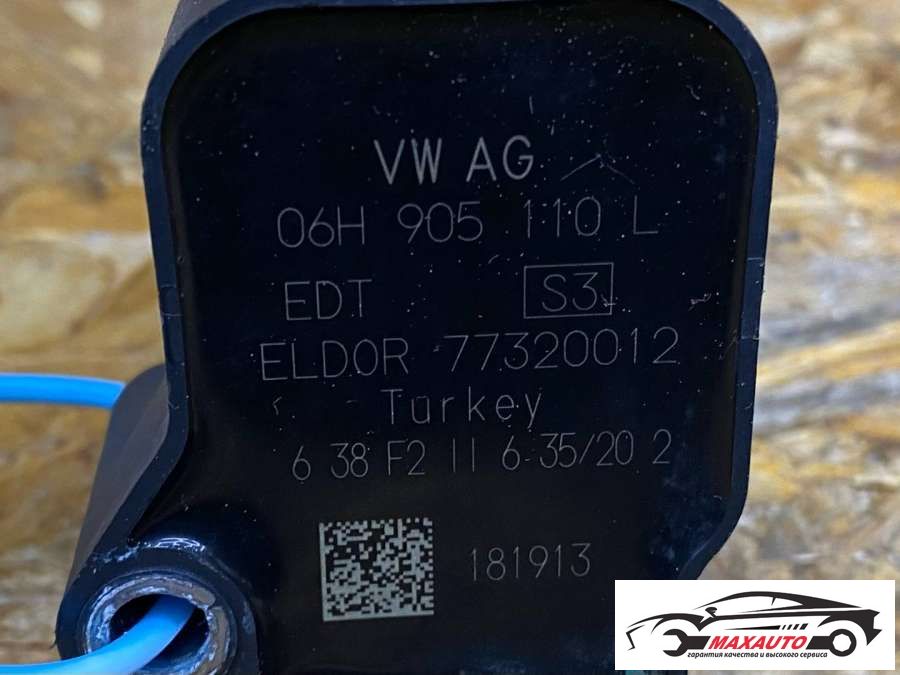 VW AG
06H 905 110 L
EDT S3
ELDOR 77320012
Turkey
6 38 F2 11 6 35/20 2
181913
MAXAUTO
гарантия качества и высокого сервиса